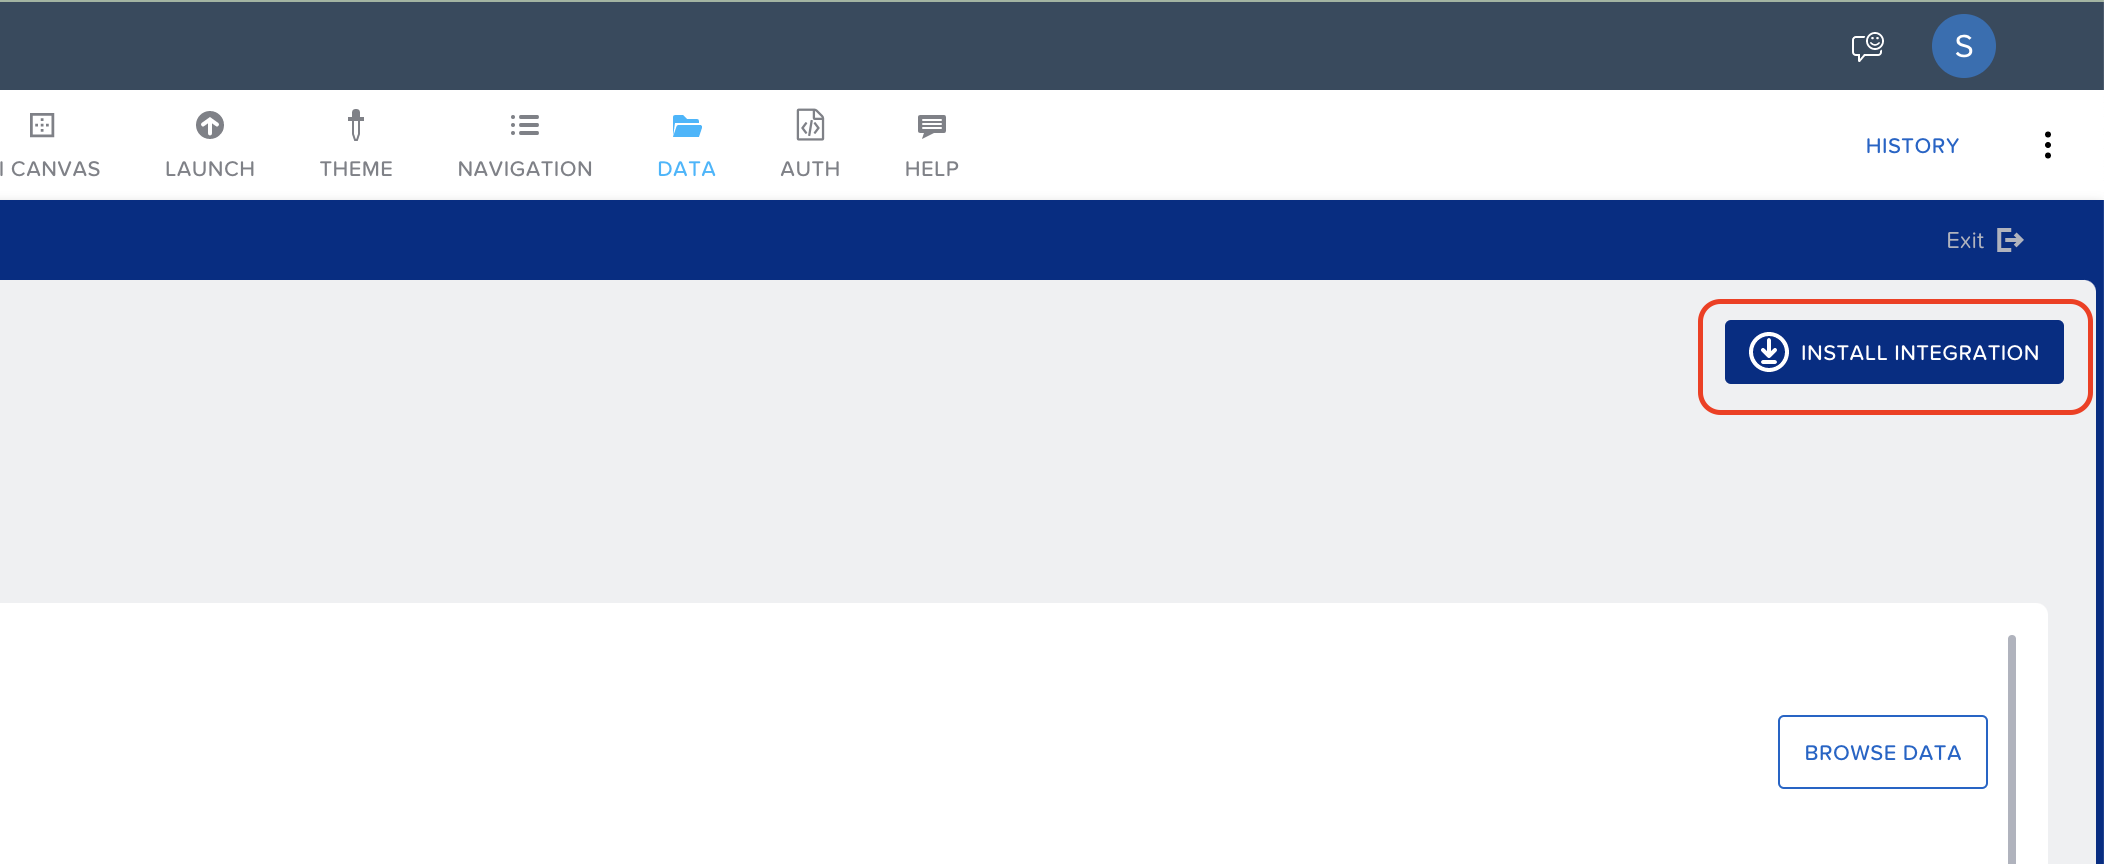 S
CANVAS
LAUNCH
THEME
NAVIGATION
DATA
AUTH
HELP
HISTORY
Exit
INSTALL INTEGRATION
BROWSE DATA